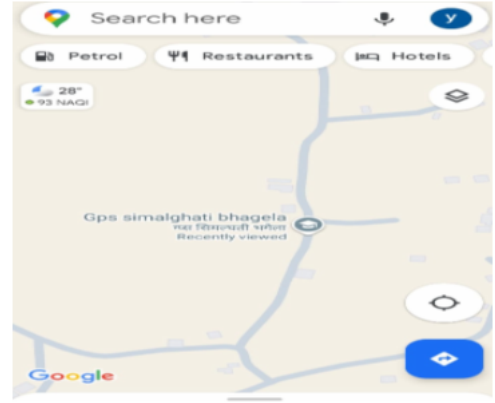 Search here
У
Petrol
Restaurants
Hotels
28°
93 NAQI
Gps simalghati bhagela
Recently viewed
Google